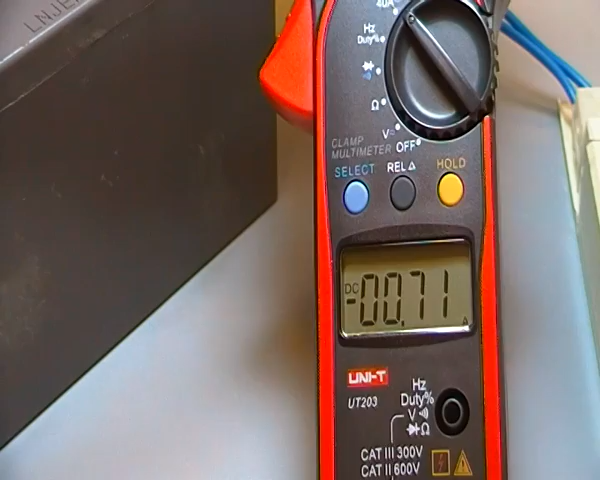 LNJE
40A
Hz
Duty%
Ω
V
OFF
CLAMP
MULTIMETER
SELECT
REL Δ
HOLD
DC
-00.71
A
UNI-T
UT203
Hz
Duty%
V
Ω
CAT III 300V
CAT II 600V